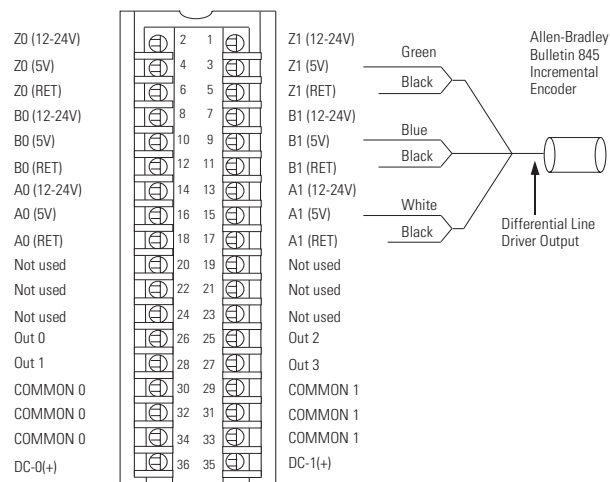 Z0 (12-24V) 2 1 Z1 (12-24V)
Z0 (5V) 4 3 Z1 (5V)
Z0 (RET) 6 5 Z1 (RET)
B0 (12-24V) 8 7 B1 (12-24V)
B0 (5V) 10 9 B1 (5V)
B0 (RET) 12 11 B1 (RET)
A0 (12-24V) 14 13 A1 (12-24V)
A0 (5V) 16 15 A1 (5V)
A0 (RET) 18 17 A1 (RET)
Not used 20 19 Not used
Not used 22 21 Not used
Not used 24 23 Not used
Out 0 26 25 Out 2
Out 1 28 27 Out 3
COMMON 0 30 29 COMMON 1
COMMON 0 32 31 COMMON 1
COMMON 0 34 33 COMMON 1
DC-0(+) 36 35 DC-1(+)
Green
Black
Blue
Black
White
Black
Allen-Bradley
Bulletin 845
Incremental
Encoder
Differential Line
Driver Output